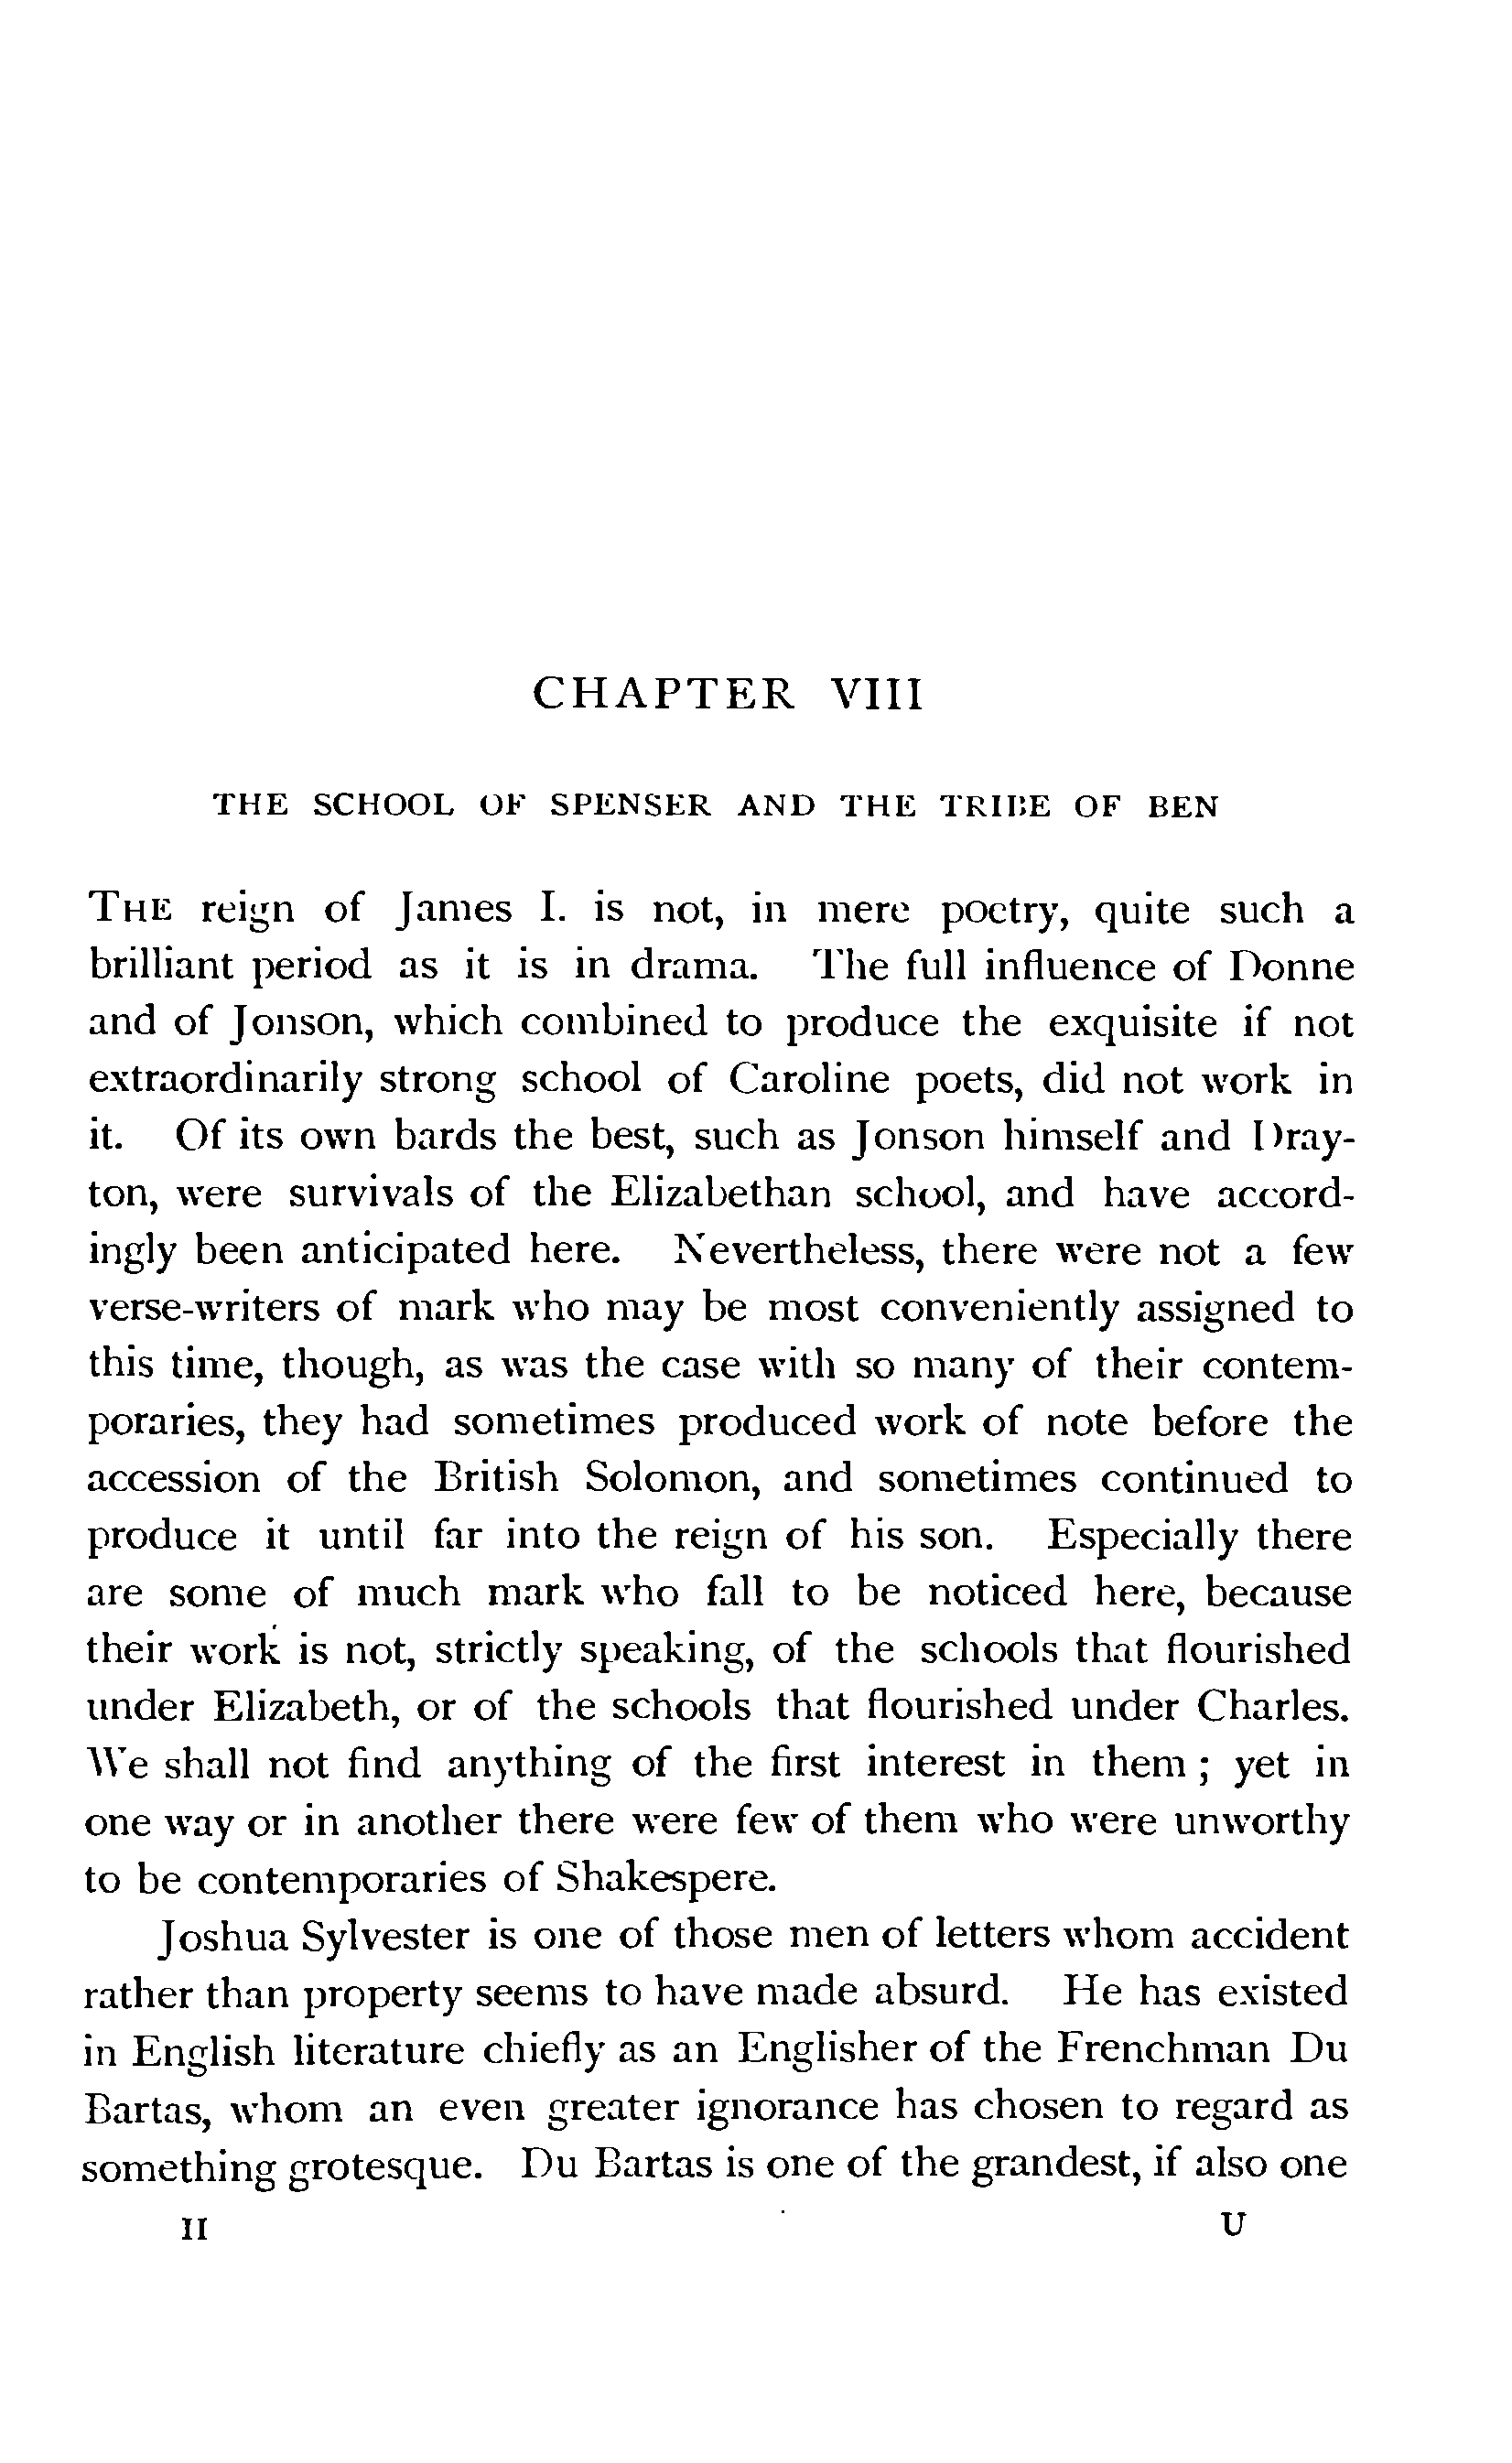 CHAPTER VIII
THE SCHOOL OF SPENSER AND THE TRIBE OF BEN
THE reign of James I. is not, in mere poetry, quite such a
brilliant period as it is in drama. The full influence of Donne
and of Jonson, which combined to produce the exquisite if not
extraordinarily strong school of Caroline poets, did not work in
it. Of its own bards the best, such as Jonson himself and Dray-
ton, were survivals of the Elizabethan school, and have accord-
ingly been anticipated here. Nevertheless, there were not a few
verse-writers of mark who may be most conveniently assigned to
this time, though, as was the case with so many of their contem-
poraries, they had sometimes produced work of note before the
accession of the British Solomon, and sometimes continued to
produce it until far into the reign of his son. Especially there
are some of much mark who fall to be noticed here, because
their work is not, strictly speaking, of the schools that flourished
under Elizabeth, or of the schools that flourished under Charles.
We shall not find anything of the first interest in them; yet in
one way or in another there were few of them who were unworthy
to be contemporaries of Shakespere.
Joshua Sylvester is one of those men of letters whom accident
rather than property seems to have made absurd. He has existed
in English literature chiefly as an Englisher of the Frenchman Du
Bartas, whom an even greater ignorance has chosen to regard as
something grotesque. Du Bartas is one of the grandest, if also one
II U